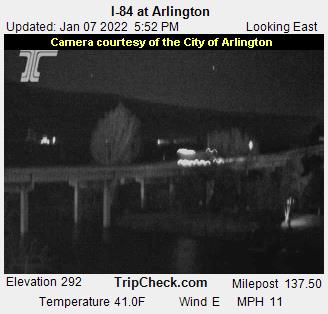 I-84 at Arlington
Updated: Jan 07 2022 5:52 PM Looking East
Camera courtesy of the City of Arlington
Elevation 292 TripCheck.com Milepost 137.50
Temperature 41.0F Wind E MPH 11